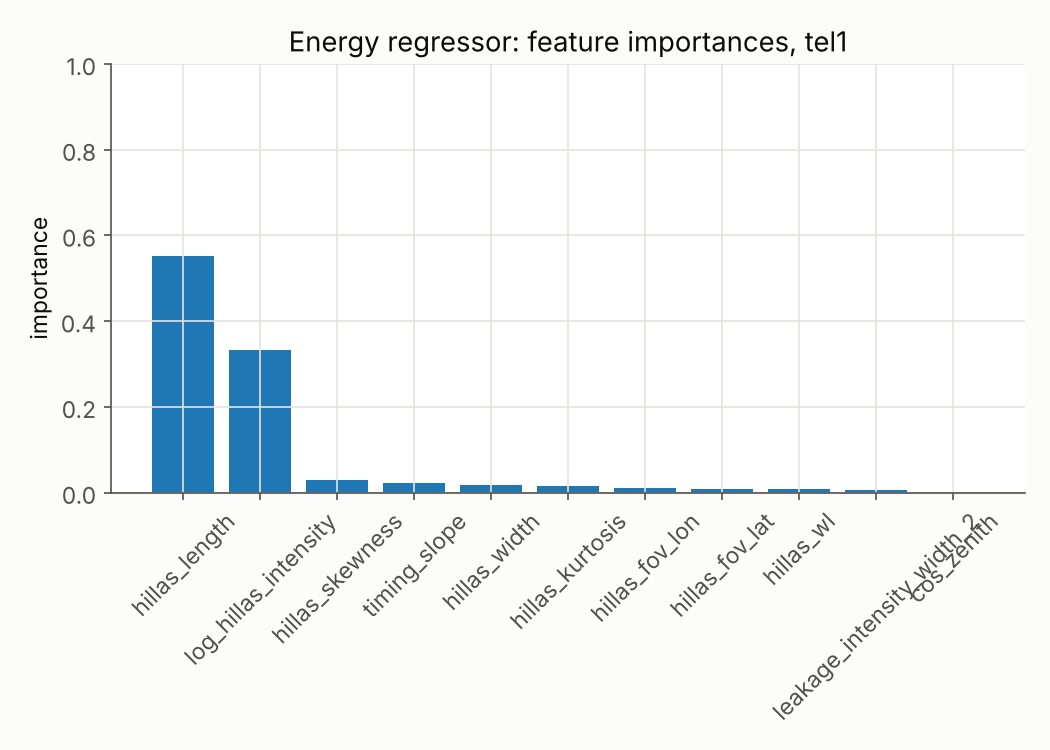 Energy regressor: feature importances, tel1
importance
1.0
0.8
0.6
0.4
0.2
0.0
hillas_length
log_hillas_intensity
hillas_skewness
timing_slope
hillas_width
hillas_kurtosis
hillas_fov_lon
hillas_fov_lat
hillas_wl
leakage_intensity_width_2
cos_zenith